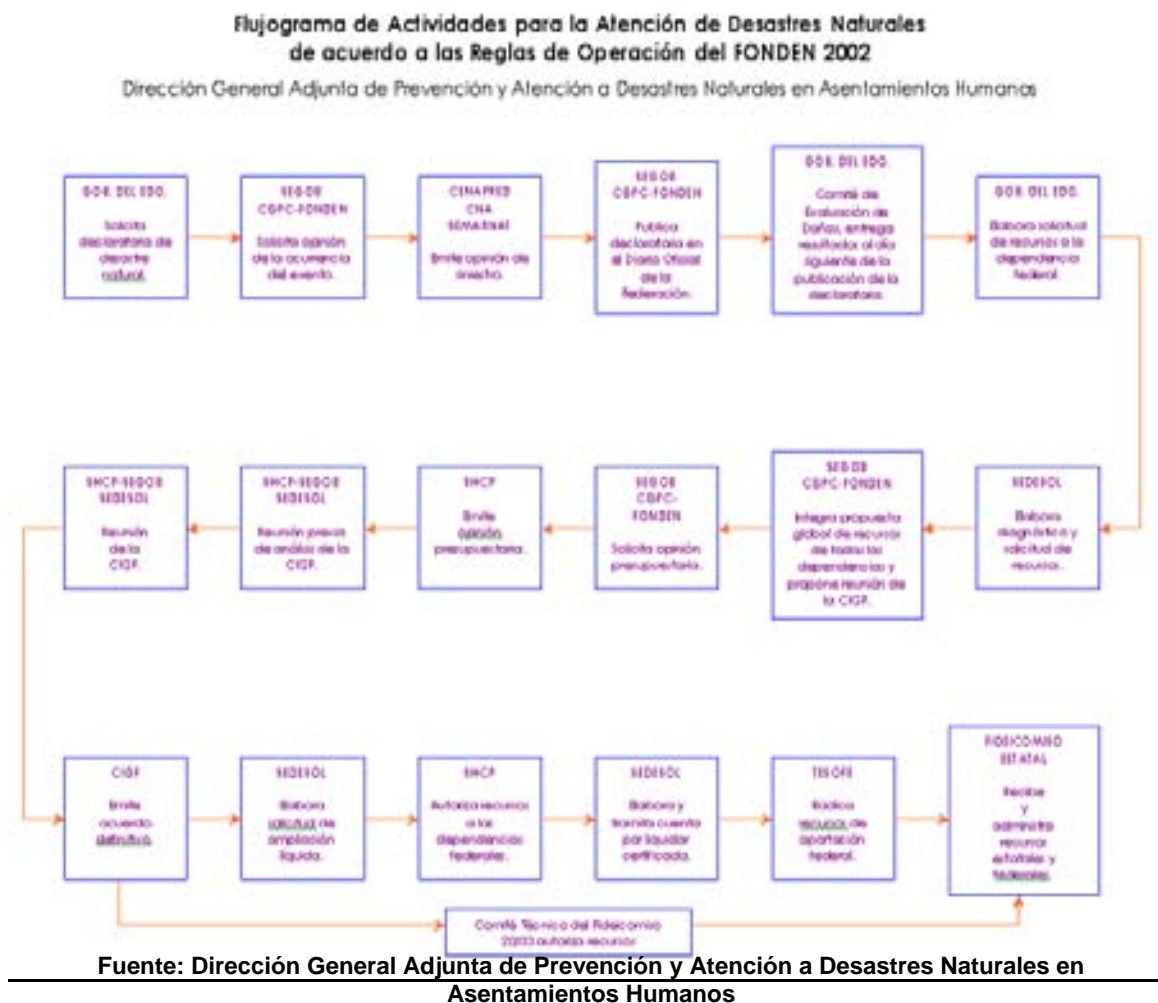 Flujograma de Actividades para la Atención de Desastres Naturales
de acuerdo a las Reglas de Operación del FONDEN 2002
Dirección General Adjunta de Prevención y Atención a Desastres Naturales en Asentamientos Humanos
GOB. DEL EDO.
Solicita
declaratoria de
desastre
natural.
SEGOB
CGPC-FONDEN
Solicita opinión
de la ocurrencia
del evento.
CENAPRED
CNA
SEMARNAT
Emite opinión de
siniestro.
SEGOB
CGPC-FONDEN
Publica
declaratoria en
el Diario Oficial
de la
Federación.
GOB. DEL EDO.
Comité de
Evaluación de
Daños, entrega
resultados al día
siguiente de la
publicación de la
declaratoria.
GOB. DEL EDO.
Elabora solicitud
de recursos a la
dependencia
federal.
SHCP-SEGOB
SEDESOL
Reunión
de la
CIGF.
SHCP-SEGOB
SEDESOL
Reunión previa
de análisis de la
CIGF.
SHCP
Emite
opinión
presupuestaria.
SEGOB
CGPC-
FONDEN
Solicita opinión
presupuestaria.
SEGOB
CGPC-FONDEN
Integra propuesta
global de recursos
de todas las
dependencias y
propone reunión de
la CIGF.
SEDESOL
Elabora
diagnóstico y
solicitud de
recursos.
CIGF
Emite
acuerdo
definitivo.
SEDESOL
Elabora
solicitud de
ampliación
líquida.
SHCP
Autoriza recursos
a las
dependencias
federales.
SEDESOL
Elabora y
tramita cuenta
por liquidar
certificada.
TESOFE
Radica
recursos de
aportación
federal.
FIDEICOMISO
ESTATAL
Recibe
y
administra
recursos
estatales y
federales.
Comité Técnico del Fideicomiso
autoriza recursos
Fuente: Dirección General Adjunta de Prevención y Atención a Desastres Naturales en
Asentamientos Humanos